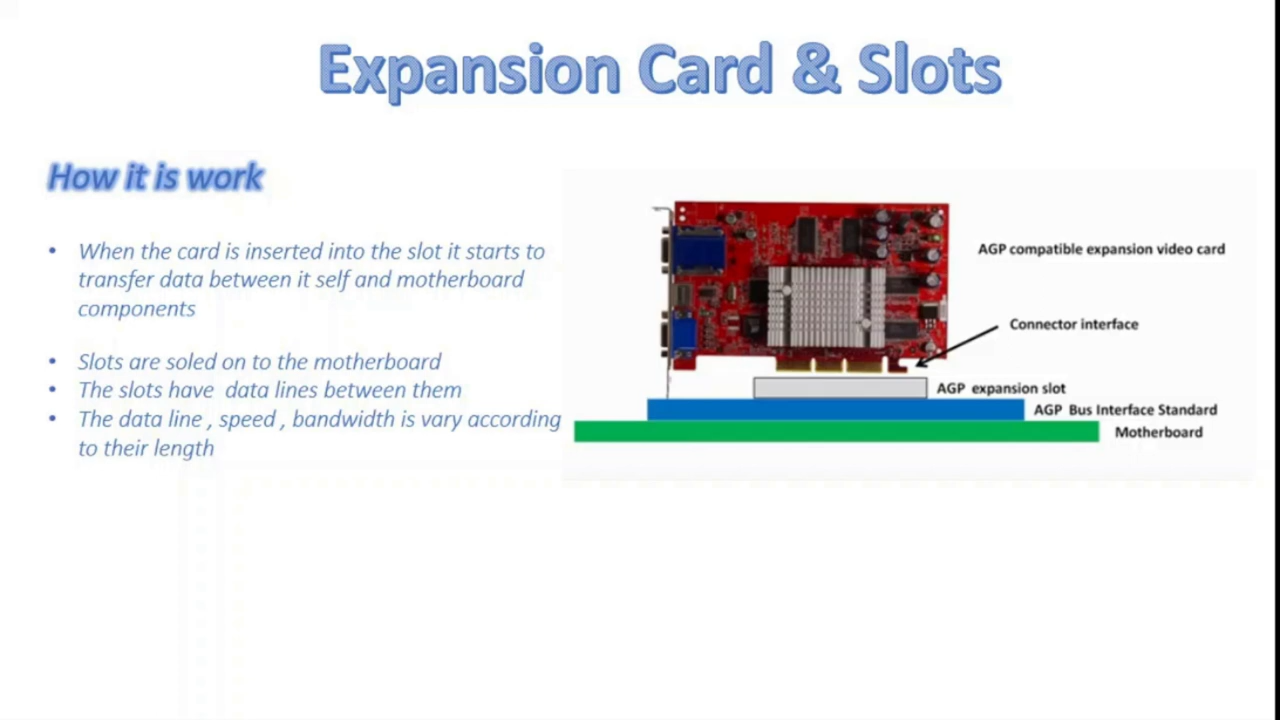 Expansion Card & Slots
How it is work
• When the card is inserted into the slot it starts to
transfer data between it self and motherboard
components
• Slots are soled on to the motherboard
• The slots have data lines between them
• The data line , speed , bandwidth is vary according
to their length
AGP compatible expansion video card
Connector interface
AGP expansion slot
AGP Bus Interface Standard
Motherboard